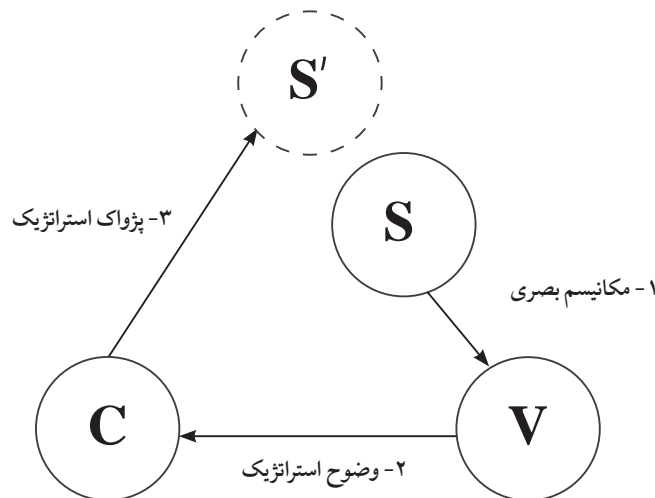 S′
S
۳- پژواک استراتژیک
۱- مکانیسم بصری
C
V
۲- وضوح استراتژیک